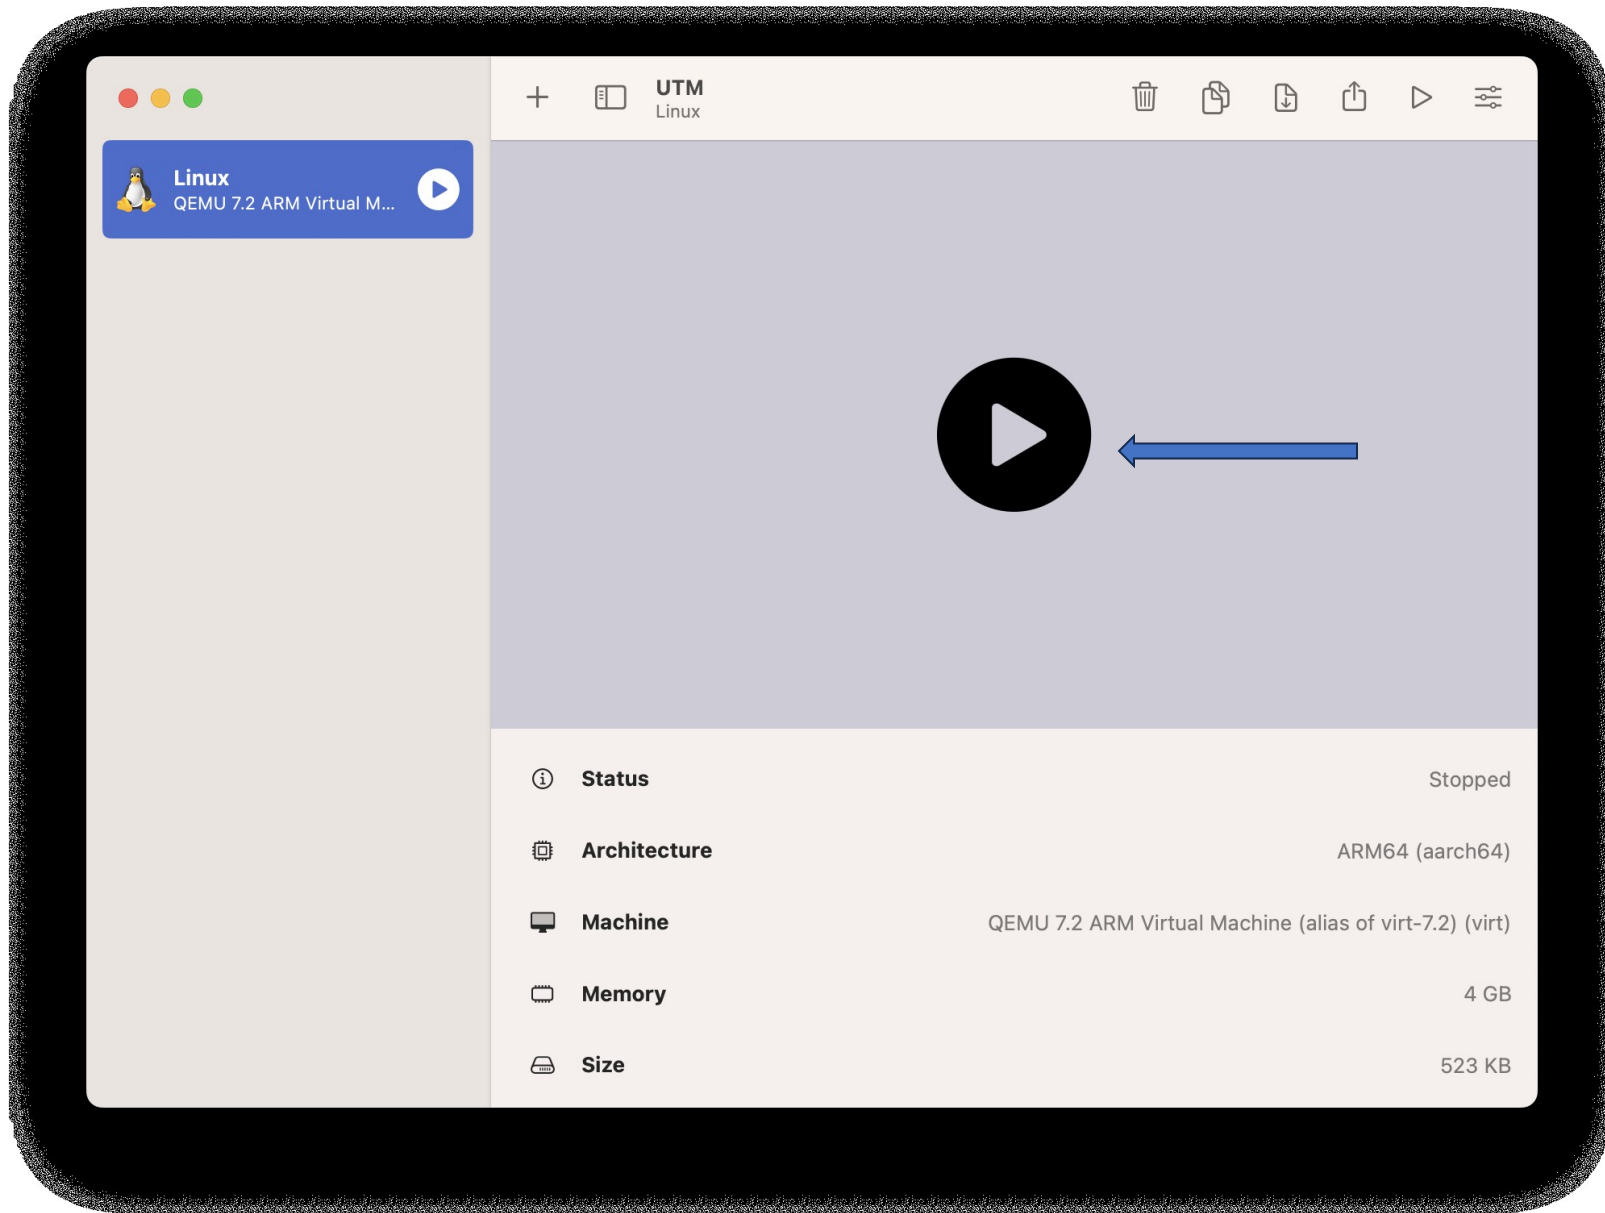 UTM
Linux
Linux
QEMU 7.2 ARM Virtual M...
Status
Stopped
Architecture
ARM64 (aarch64)
Machine
QEMU 7.2 ARM Virtual Machine (alias of virt-7.2) (virt)
Memory
4 GB
Size
523 KB